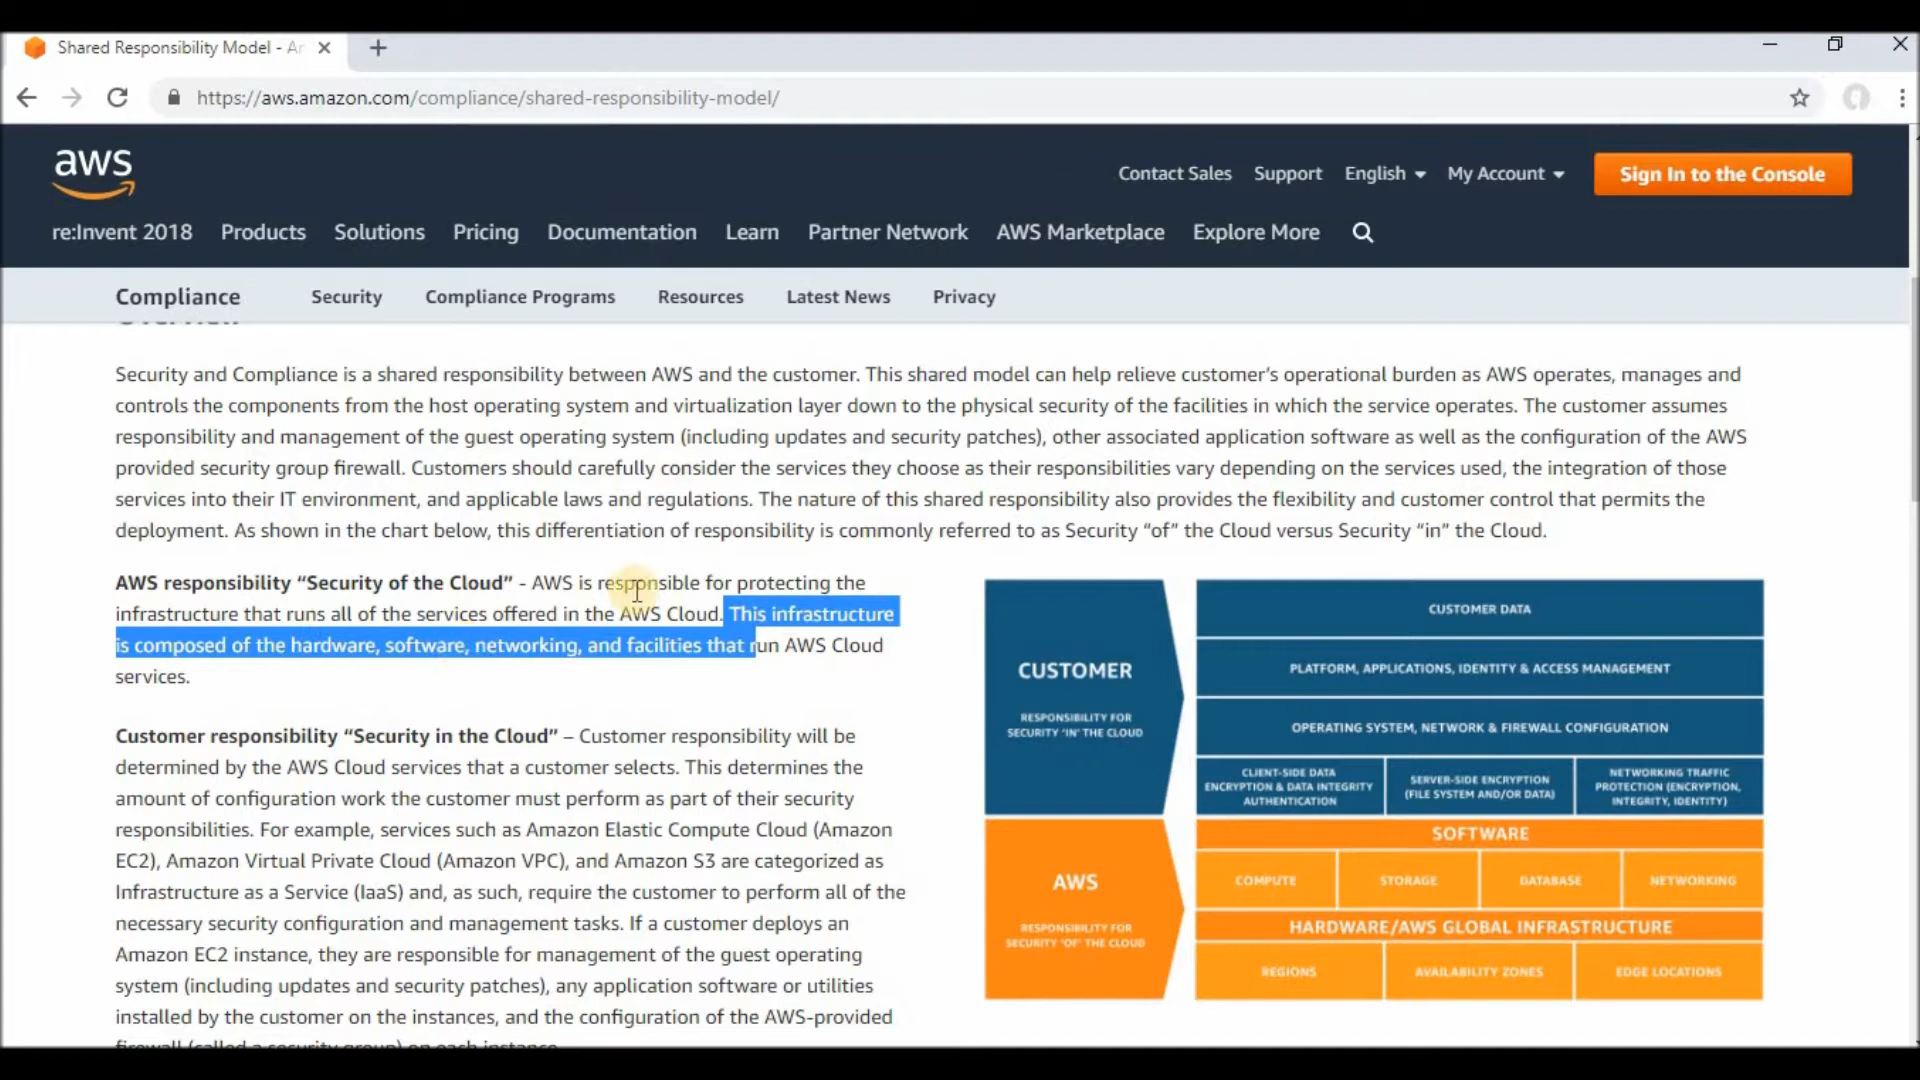 Shared Responsibility Model - Ar
https://aws.amazon.com/compliance/shared-responsibility-model/
aws
Contact Sales Support English My Account Sign In to the Console
re:Invent 2018 Products Solutions Pricing Documentation Learn Partner Network AWS Marketplace Explore More
Compliance Security Compliance Programs Resources Latest News Privacy
Overview
Security and Compliance is a shared responsibility between AWS and the customer. This shared model can help relieve customer’s operational burden as AWS operates, manages and
controls the components from the host operating system and virtualization layer down to the physical security of the facilities in which the service operates. The customer assumes
responsibility and management of the guest operating system (including updates and security patches), other associated application software as well as the configuration of the AWS
provided security group firewall. Customers should carefully consider the services they choose as their responsibilities vary depending on the services used, the integration of those
services into their IT environment, and applicable laws and regulations. The nature of this shared responsibility also provides the flexibility and customer control that permits the
deployment. As shown in the chart below, this differentiation of responsibility is commonly referred to as Security “of” the Cloud versus Security “in” the Cloud.
AWS responsibility “Security of the Cloud” - AWS is responsible for protecting the
infrastructure that runs all of the services offered in the AWS Cloud. This infrastructure
is composed of the hardware, software, networking, and facilities that run AWS Cloud
services.
Customer responsibility “Security in the Cloud” – Customer responsibility will be
determined by the AWS Cloud services that a customer selects. This determines the
amount of configuration work the customer must perform as part of their security
responsibilities. For example, services such as Amazon Elastic Compute Cloud (Amazon
EC2), Amazon Virtual Private Cloud (Amazon VPC), and Amazon S3 are categorized as
Infrastructure as a Service (IaaS) and, as such, require the customer to perform all of the
necessary security configuration and management tasks. If a customer deploys an
Amazon EC2 instance, they are responsible for management of the guest operating
system (including updates and security patches), any application software or utilities
installed by the customer on the instances, and the configuration of the AWS-provided
firewall (called a security group) on each instance.
CUSTOMER
RESPONSIBILITY FOR
SECURITY ‘IN’ THE CLOUD
CUSTOMER DATA
PLATFORM, APPLICATIONS, IDENTITY & ACCESS MANAGEMENT
OPERATING SYSTEM, NETWORK & FIREWALL CONFIGURATION
CLIENT-SIDE DATA
ENCRYPTION & DATA INTEGRITY
AUTHENTICATION
SERVER-SIDE ENCRYPTION
(FILE SYSTEM AND/OR DATA)
NETWORKING TRAFFIC
PROTECTION (ENCRYPTION,
INTEGRITY, IDENTITY)
AWS
RESPONSIBILITY FOR
SECURITY ‘OF’ THE CLOUD
SOFTWARE
COMPUTE STORAGE DATABASE NETWORKING
HARDWARE/AWS GLOBAL INFRASTRUCTURE
REGIONS AVAILABILITY ZONES EDGE LOCATIONS